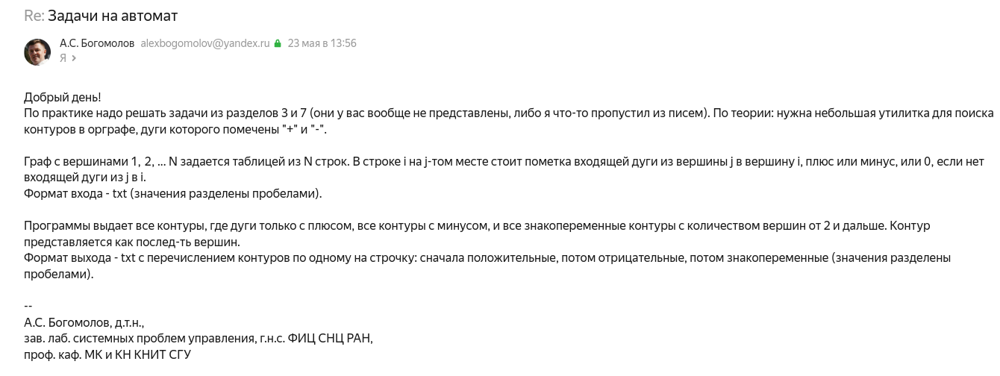 Re: Задачи на автомат
А.С. Богомолов alexbogomolov@yandex.ru 23 мая в 13:56
Я >
Добрый день!
По практике надо решать задачи из разделов 3 и 7 (они у вас вообще не представлены, либо я что-то пропустил из писем). По теории: нужна небольшая утилитка для поиска
контуров в орграфе, дуги которого помечены "+" и "-".
Граф с вершинами 1, 2, ... N задается таблицей из N строк. В строке i на j-том месте стоит пометка входящей дуги из вершины j в вершину i, плюс или минус, или 0, если нет
входящей дуги из j в i.
Формат входа - txt (значения разделены пробелами).
Программы выдает все контуры, где дуги только с плюсом, все контуры с минусом, и все знакопеременные контуры с количеством вершин от 2 и дальше. Контур
представляется как послед-ть вершин.
Формат выхода - txt с перечислением контуров по одному на строчку: сначала положительные, потом отрицательные, потом знакопеременные (значения разделены
пробелами).
--
А.С. Богомолов, д.т.н.,
зав. лаб. системных проблем управления, г.н.с. ФИЦ СНЦ РАН,
проф. каф. МК и КН КНИТ СГУ